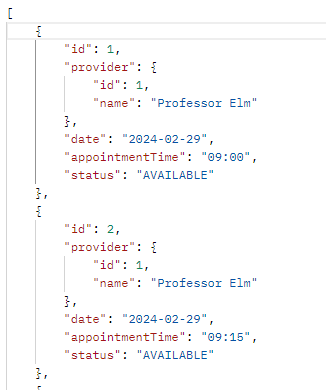 [
    {
        "id": 1,
        "provider": {
            "id": 1,
            "name": "Professor Elm"
        },
        "date": "2024-02-29",
        "appointmentTime": "09:00",
        "status": "AVAILABLE"
    },
    {
        "id": 2,
        "provider": {
            "id": 1,
            "name": "Professor Elm"
        },
        "date": "2024-02-29",
        "appointmentTime": "09:15",
        "status": "AVAILABLE"
    },